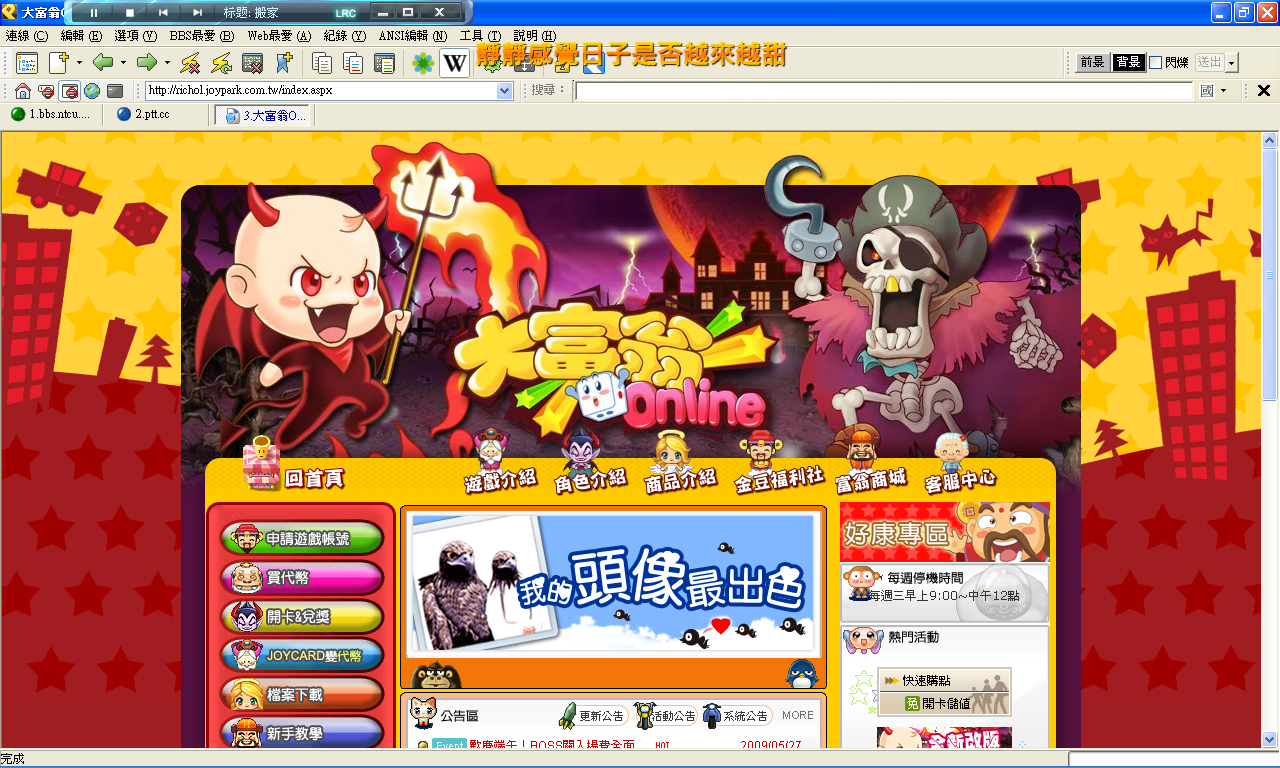 大富翁O
标题: 搬家
LRC
連線 (C) 編輯 (E) 選項 (Y) BBS最愛 (B) Web最愛 (A) 紀錄 (Y) ANSI編輯 (N) 工具 (T) 說明 (H)
靜靜感覺日子是否越來越甜
W
前景 背景 閃爍 送出
http://richol.joypark.com.tw/index.aspx
搜尋：
國
1.bbs.ntcu....
2.ptt.cc
3.大富翁O...
大富翁
Online
回首頁
遊戲介紹
角色介紹
商品介紹
金豆福利社
富翁商城
客服中心
申請遊戲帳號
買代幣
開卡&兌獎
JOYCARD變代幣
檔案下載
新手教學
我的頭像最出色
公告區
更新公告
活動公告
系統公告
MORE
Event 歡慶端午！BOSS關入場費全面 HOT 2009/05/27
好康專區
每週停機時間
每週三早上9:00~中午12點
熱門活動
快速購點
免 開卡儲值
全新改版
完成